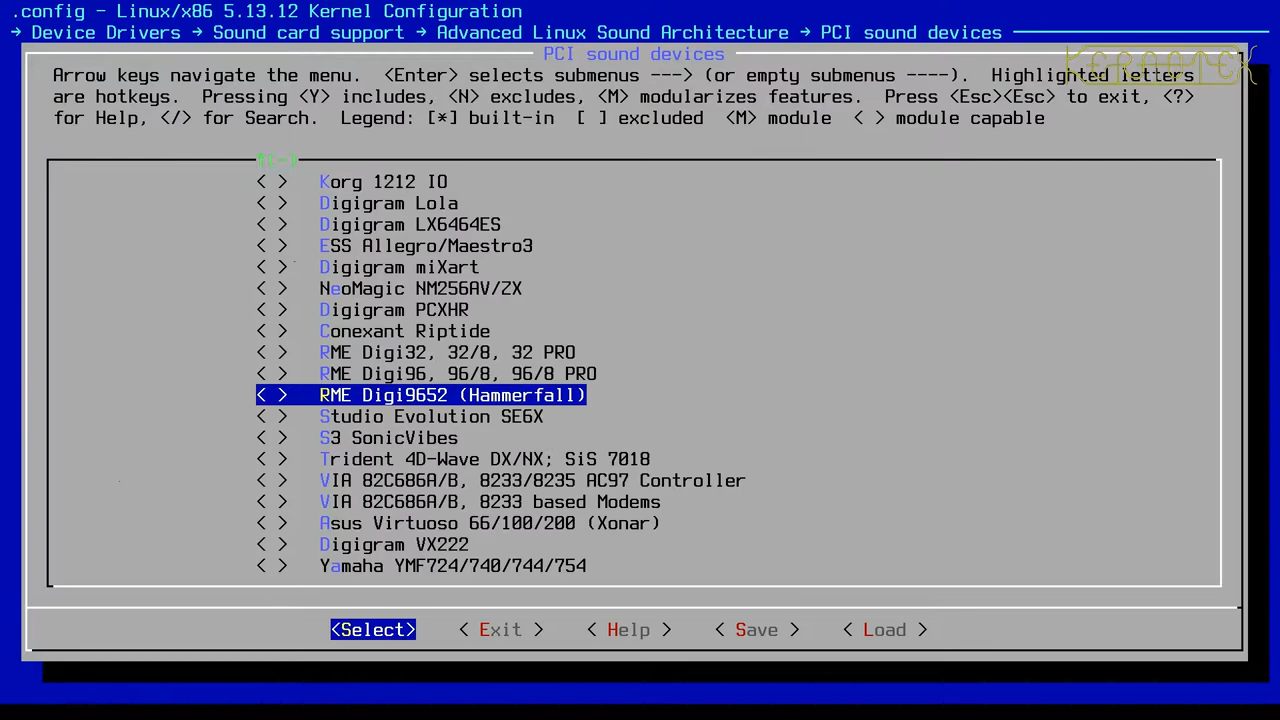 .config - Linux/x86 5.13.12 Kernel Configuration
→ Device Drivers → Sound card support → Advanced Linux Sound Architecture → PCI sound devices
PCI sound devices
KERAOTEX
Arrow keys navigate the menu.  <Enter> selects submenus ---> (or empty submenus ----).  Highlighted letters
are hotkeys.  Pressing <Y> includes, <N> excludes, <M> modularizes features.  Press <Esc><Esc> to exit, <?>
for Help, </> for Search.  Legend: [*] built-in  [ ] excluded  <M> module  < > module capable
↑(-)
< >   Korg 1212 IO
< >   Digigram Lola
< >   Digigram LX6464ES
< >   ESS Allegro/Maestro3
< >   Digigram miXart
< >   NeoMagic NM256AV/ZX
< >   Digigram PCXHR
< >   Conexant Riptide
< >   RME Digi32, 32/8, 32 PRO
< >   RME Digi96, 96/8, 96/8 PRO
< >   RME Digi9652 (Hammerfall)
< >   Studio Evolution SE6X
< >   S3 SonicVibes
< >   Trident 4D-Wave DX/NX; SiS 7018
< >   VIA 82C686A/B, 8233/8235 AC97 Controller
< >   VIA 82C686A/B, 8233 based Modems
< >   Asus Virtuoso 66/100/200 (Xonar)
< >   Digigram VX222
< >   Yamaha YMF724/740/744/754
<Select>    < Exit >    < Help >    < Save >    < Load >